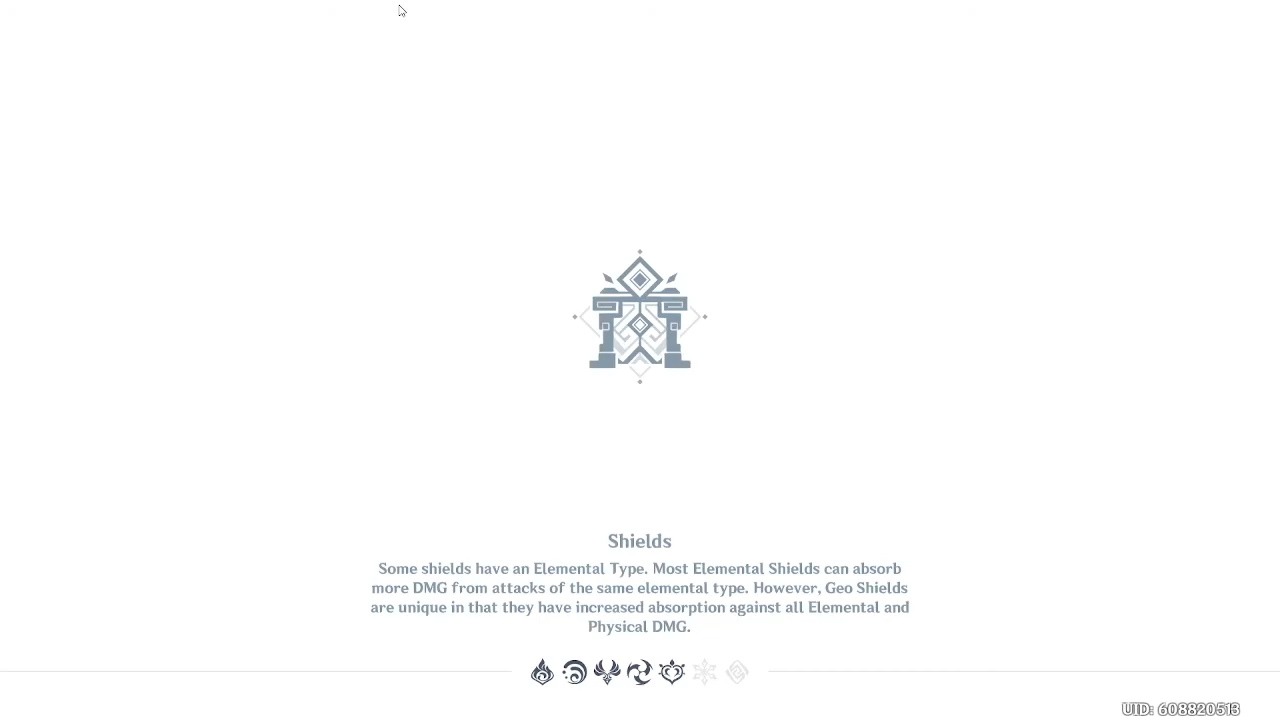 Shields
Some shields have an Elemental Type. Most Elemental Shields can absorb
more DMG from attacks of the same elemental type. However, Geo Shields
are unique in that they have increased absorption against all Elemental and
Physical DMG.
UID: 608820513